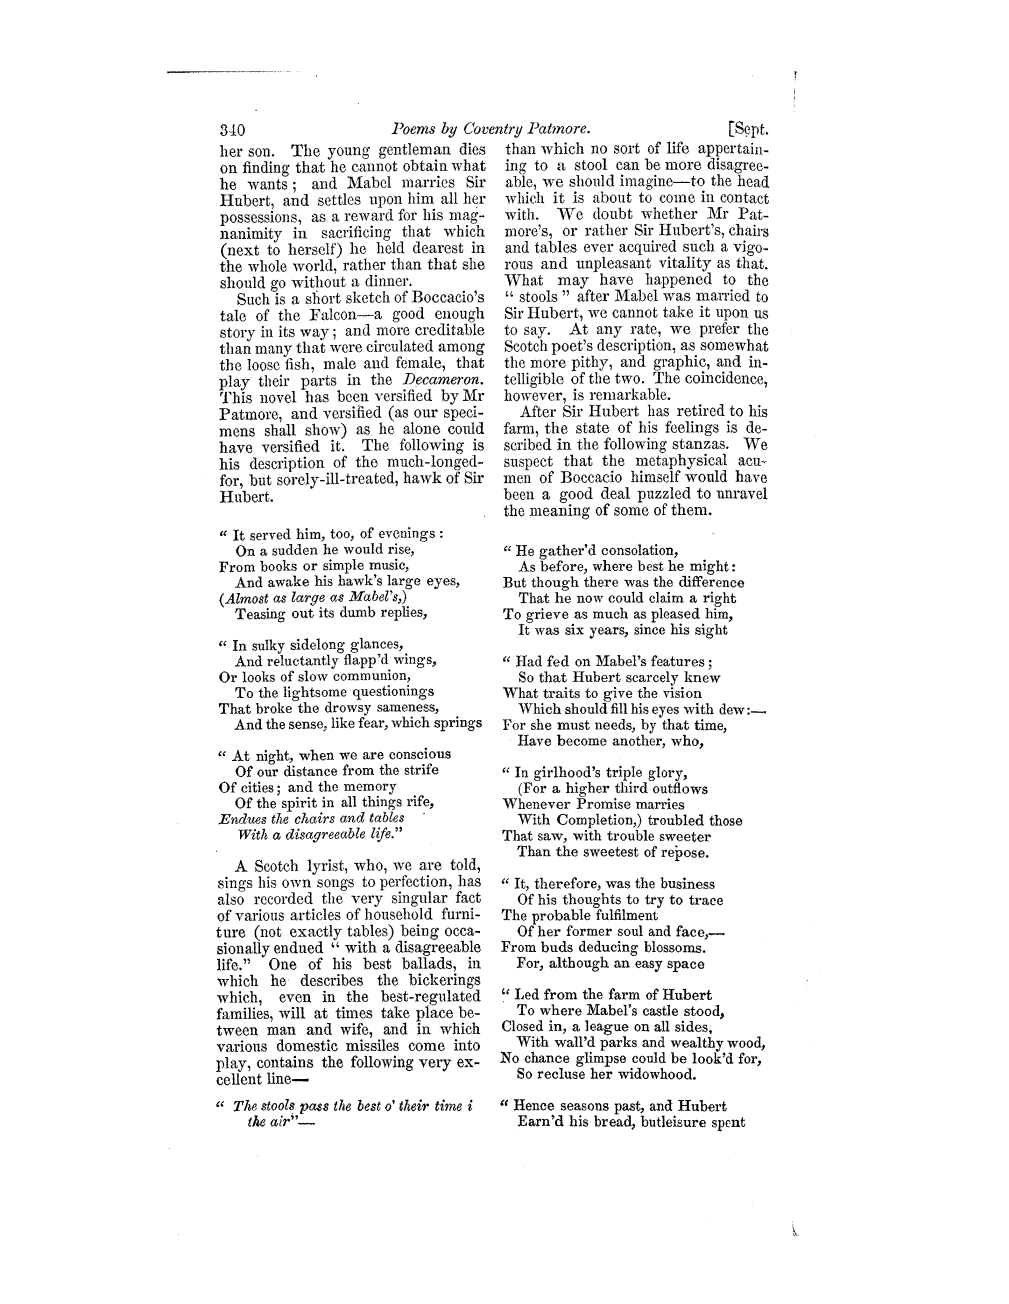 340
Poems by Coventry Patmore.
[Sept.
her son. The young gentleman dies
on finding that he cannot obtain what
he wants; and Mabel marries Sir
Hubert, and settles upon him all her
possessions, as a reward for his mag-
nanimity in sacrificing that which
(next to herself) he held dearest in
the whole world, rather than that she
should go without a dinner.
Such is a short sketch of Boccacio's
tale of the Falcon—a good enough
story in its way; and more creditable
than many that were circulated among
the loose fish, male and female, that
play their parts in the Decameron.
This novel has been versified by Mr
Patmore, and versified (as our speci-
mens shall show) as he alone could
have versified it. The following is
his description of the much-longed-
for, but sorely-ill-treated, hawk of Sir
Hubert.
“ It served him, too, of evenings :
On a sudden he would rise,
From books or simple music,
And awake his hawk's large eyes,
(Almost as large as Mabel's,)
Teasing out its dumb replies,
“ In sulky sidelong glances,
And reluctantly flapp'd wings,
Or looks of slow communion,
To the lightsome questionings
That broke the drowsy sameness,
And the sense, like fear, which springs
“ At night, when we are conscious
Of our distance from the strife
Of cities; and the memory
Of the spirit in all things rife,
Endues the chairs and tables
With a disagreeable life.”
A Scotch lyrist, who, we are told,
sings his own songs to perfection, has
also recorded the very singular fact
of various articles of household furni-
ture (not exactly tables) being occa-
sionally endued “ with a disagreeable
life.” One of his best ballads, in
which he describes the bickerings
which, even in the best-regulated
families, will at times take place be-
tween man and wife, and in which
various domestic missiles come into
play, contains the following very ex-
cellent line—
“ The stools pass the best o' their time i
the air”—
than which no sort of life appertain-
ing to a stool can be more disagree-
able, we should imagine—to the head
which it is about to come in contact
with. We doubt whether Mr Pat-
more's, or rather Sir Hubert's, chairs
and tables ever acquired such a vigo-
rous and unpleasant vitality as that.
What may have happened to the
“ stools ” after Mabel was married to
Sir Hubert, we cannot take it upon us
to say. At any rate, we prefer the
Scotch poet's description, as somewhat
the more pithy, and graphic, and in-
telligible of the two. The coincidence,
however, is remarkable.
After Sir Hubert has retired to his
farm, the state of his feelings is de-
scribed in the following stanzas. We
suspect that the metaphysical acu-
men of Boccacio himself would have
been a good deal puzzled to unravel
the meaning of some of them.
“ He gather'd consolation,
As before, where best he might:
But though there was the difference
That he now could claim a right
To grieve as much as pleased him,
It was six years, since his sight
“ Had fed on Mabel's features;
So that Hubert scarcely knew
What traits to give the vision
Which should fill his eyes with dew:—
For she must needs, by that time,
Have become another, who,
“ In girlhood's triple glory,
(For a higher third outflows
Whenever Promise marries
With Completion,) troubled those
That saw, with trouble sweeter
Than the sweetest of repose.
“ It, therefore, was the business
Of his thoughts to try to trace
The probable fulfilment
Of her former soul and face,—
From buds deducing blossoms.
For, although an easy space
“ Led from the farm of Hubert
To where Mabel's castle stood,
Closed in, a league on all sides,
With wall'd parks and wealthy wood,
No chance glimpse could be look'd for,
So recluse her widowhood.
“ Hence seasons past, and Hubert
Earn'd his bread, butleisure spent